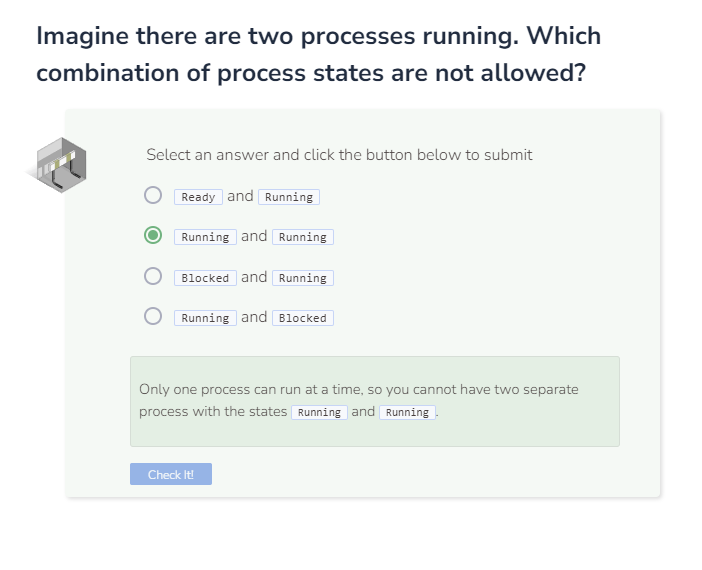 Imagine there are two processes running. Which
combination of process states are not allowed?
Select an answer and click the button below to submit
Ready and Running
Running and Running
Blocked and Running
Running and Blocked
Only one process can run at a time, so you cannot have two separate
process with the states Running and Running.
Check It!